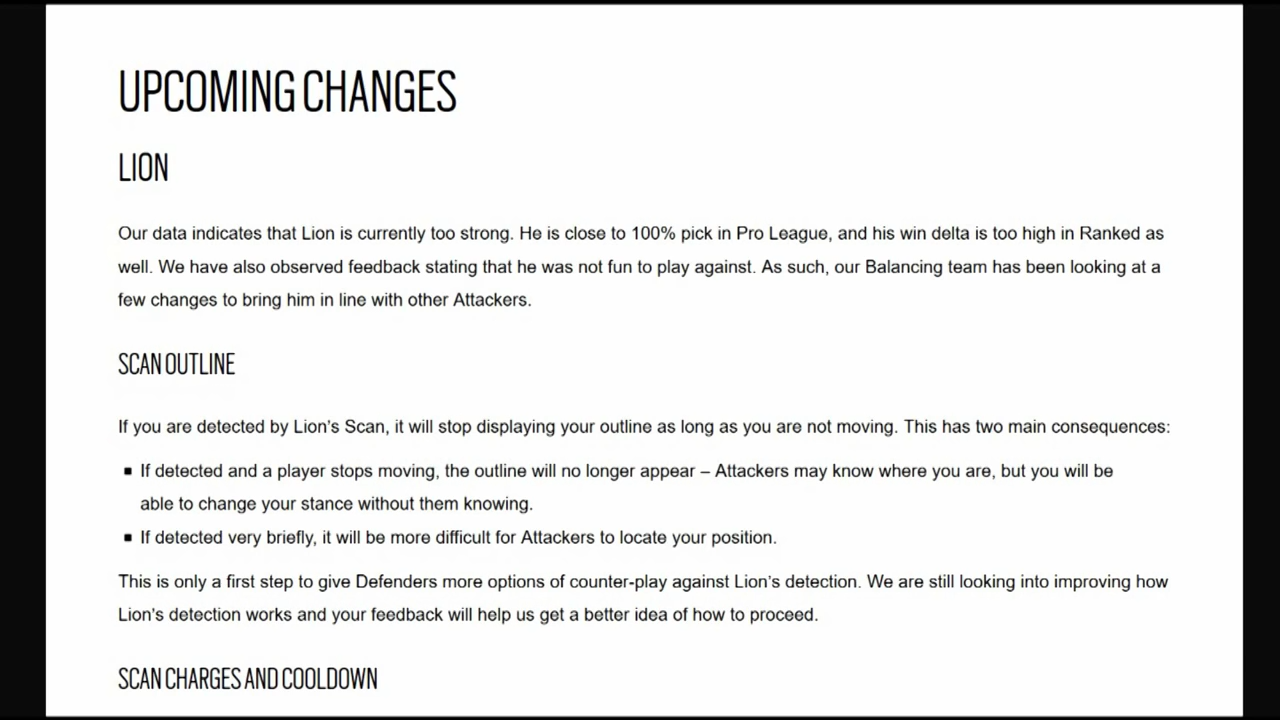 UPCOMING CHANGES
LION
Our data indicates that Lion is currently too strong. He is close to 100% pick in Pro League, and his win delta is too high in Ranked as
well. We have also observed feedback stating that he was not fun to play against. As such, our Balancing team has been looking at a
few changes to bring him in line with other Attackers.
SCAN OUTLINE
If you are detected by Lion's Scan, it will stop displaying your outline as long as you are not moving. This has two main consequences:
▪ If detected and a player stops moving, the outline will no longer appear – Attackers may know where you are, but you will be
able to change your stance without them knowing.
▪ If detected very briefly, it will be more difficult for Attackers to locate your position.
This is only a first step to give Defenders more options of counter-play against Lion's detection. We are still looking into improving how
Lion's detection works and your feedback will help us get a better idea of how to proceed.
SCAN CHARGES AND COOLDOWN